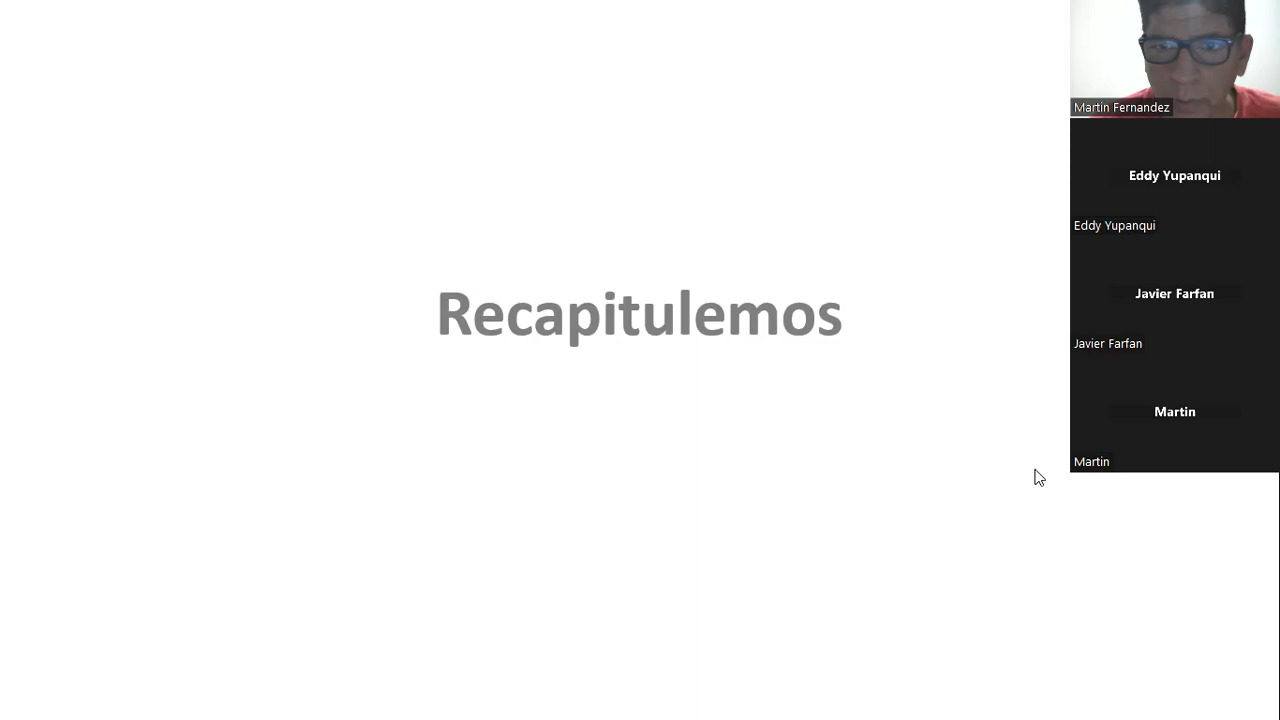 Recapitulemos
Martin Fernandez
Eddy Yupanqui
Eddy Yupanqui
Javier Farfan
Javier Farfan
Martin
Martin